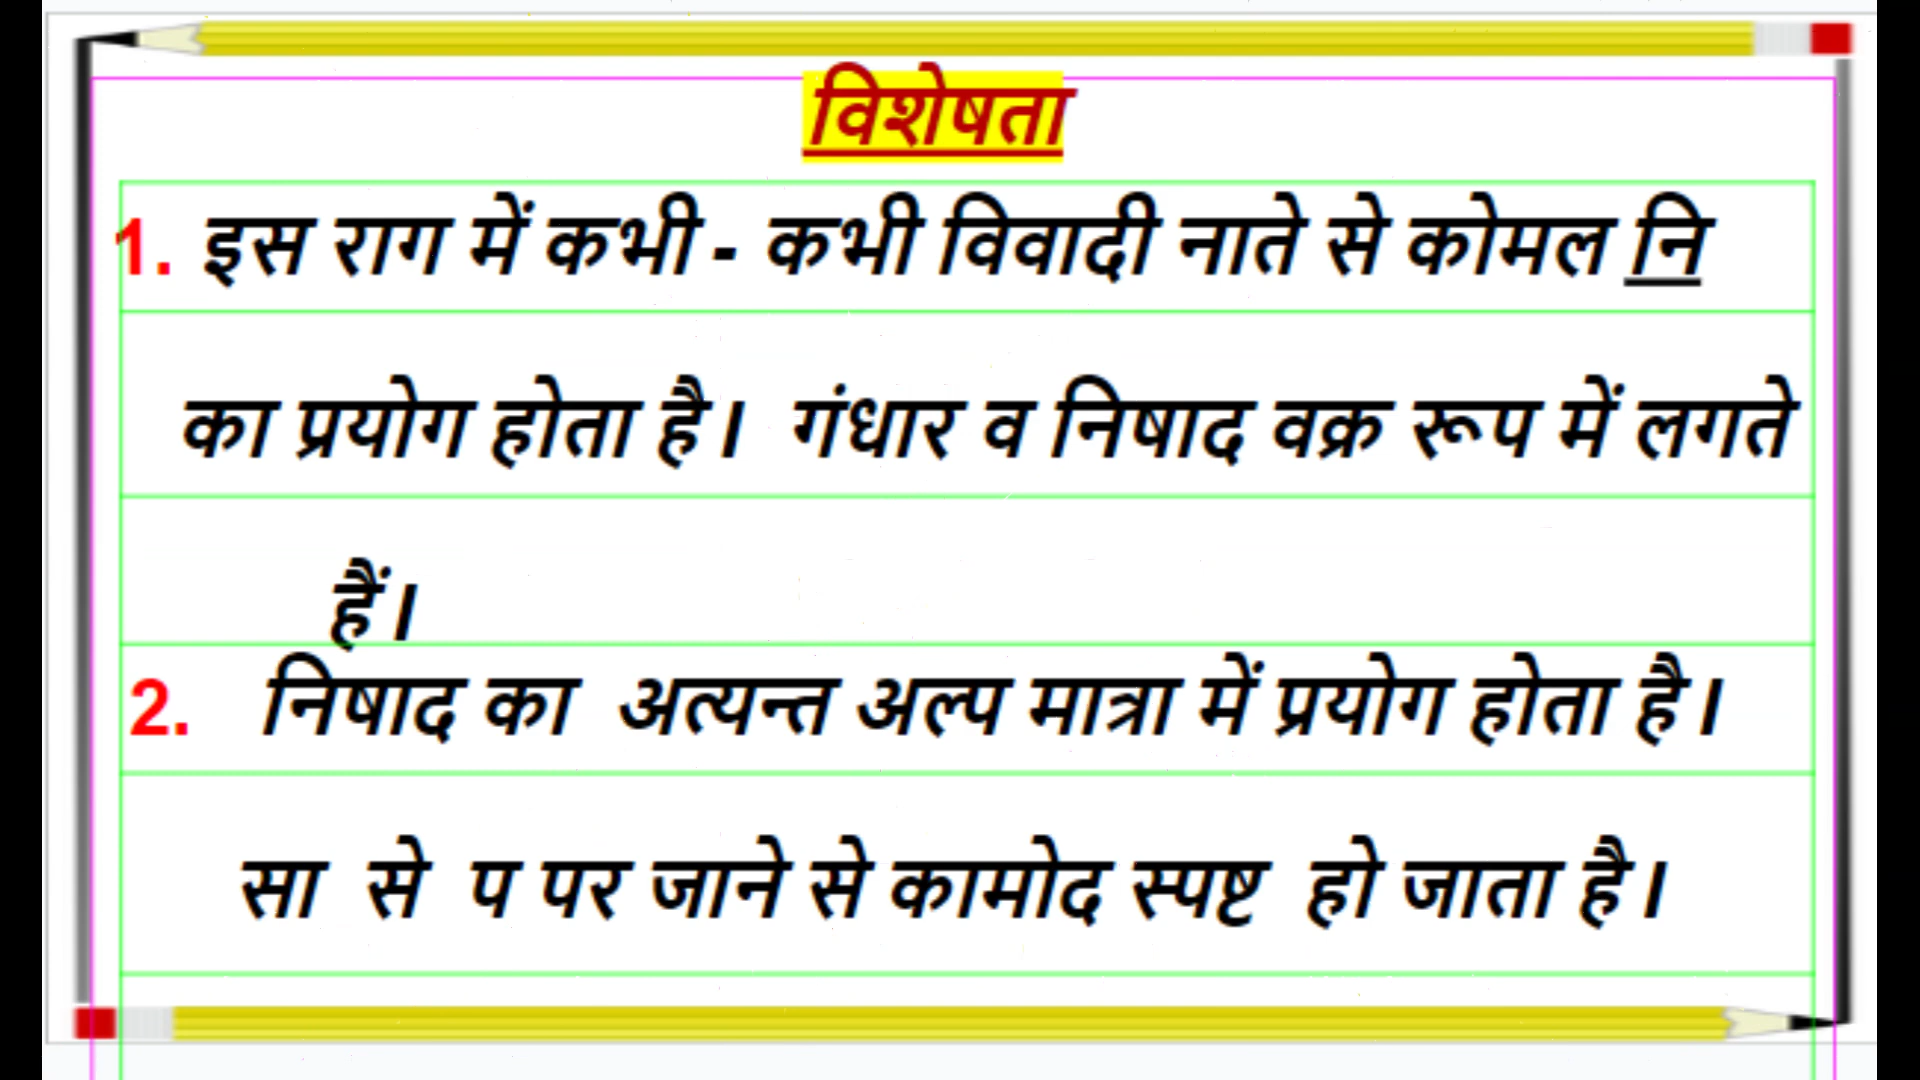 विशेषता
1. इस राग में कभी - कभी विवादी नाते से कोमल नि
का प्रयोग होता है। गंधार व निषाद वक्र रूप में लगते
हैं।
2. निषाद का अत्यन्त अल्प मात्रा में प्रयोग होता है।
सा से प पर जाने से कामोद स्पष्ट हो जाता है।